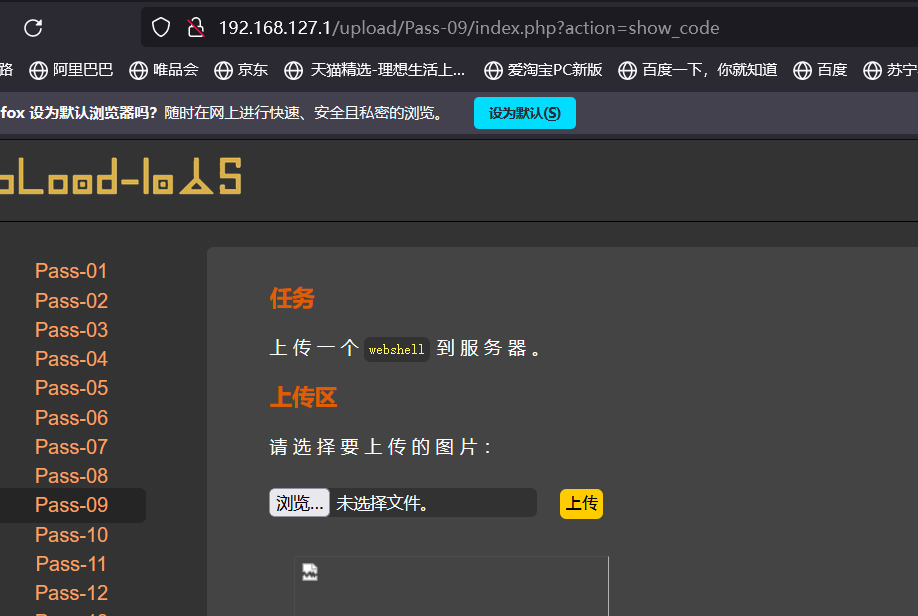 192.168.127.1/upload/Pass-09/index.php?action=show_code
路 阿里巴巴 唯品会 京东 天猫精选-理想生活上... 爱淘宝PC新版 百度一下，你就知道 百度 苏宁
fox 设为默认浏览器吗？ 随时在网上进行快速、安全且私密的浏览。 设为默认(S)
pLood-labS
Pass-01
Pass-02
Pass-03
Pass-04
Pass-05
Pass-06
Pass-07
Pass-08
Pass-09
Pass-10
Pass-11
Pass-12
任务
上传一个 webshell 到服务器。
上传区
请选择要上传的图片：
浏览... 未选择文件。 上传